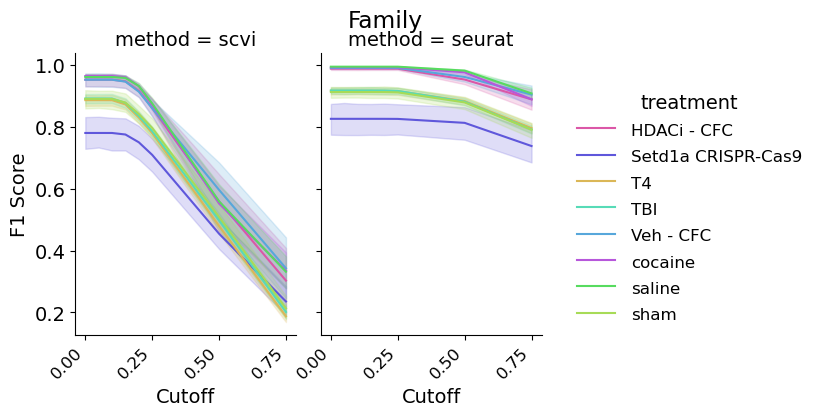 Family
method = scvi
method = seurat
1.0
0.8
0.6
0.4
0.2
F1 Score
0.00
0.25
0.50
0.75
Cutoff
0.00
0.25
0.50
0.75
Cutoff
treatment
HDACi - CFC
Setd1a CRISPR-Cas9
T4
TBI
Veh - CFC
cocaine
saline
sham